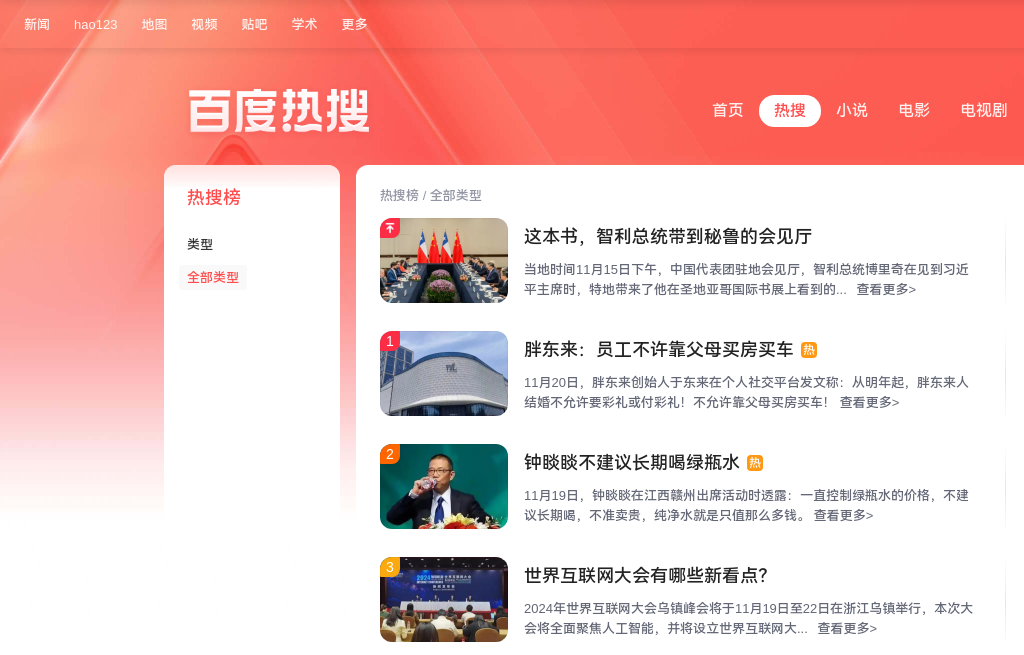 新闻 hao123 地图 视频 贴吧 学术 更多
百度热搜
首页 热搜 小说 电影 电视剧
热搜榜
类型
全部类型
热搜榜 / 全部类型
这本书，智利总统带到秘鲁的会见厅
当地时间11月15日下午，中国代表团驻地会见厅，智利总统博里奇在见到习近
平主席时，特地带来了他在圣地亚哥国际书展上看到的... 查看更多>
1
胖东来：员工不许靠父母买房买车 热
11月20日，胖东来创始人于东来在个人社交平台发文称：从明年起，胖东来人
结婚不允许要彩礼或付彩礼！不允许靠父母买房买车！ 查看更多>
2
钟睒睒不建议长期喝绿瓶水 热
11月19日，钟睒睒在江西赣州出席活动时透露：一直控制绿瓶水的价格，不建
议长期喝，不准卖贵，纯净水就是只值那么多钱。 查看更多>
3
世界互联网大会有哪些新看点？
2024年世界互联网大会乌镇峰会将于11月19日至22日在浙江乌镇举行，本次大
会将全面聚焦人工智能，并将设立世界互联网大... 查看更多>